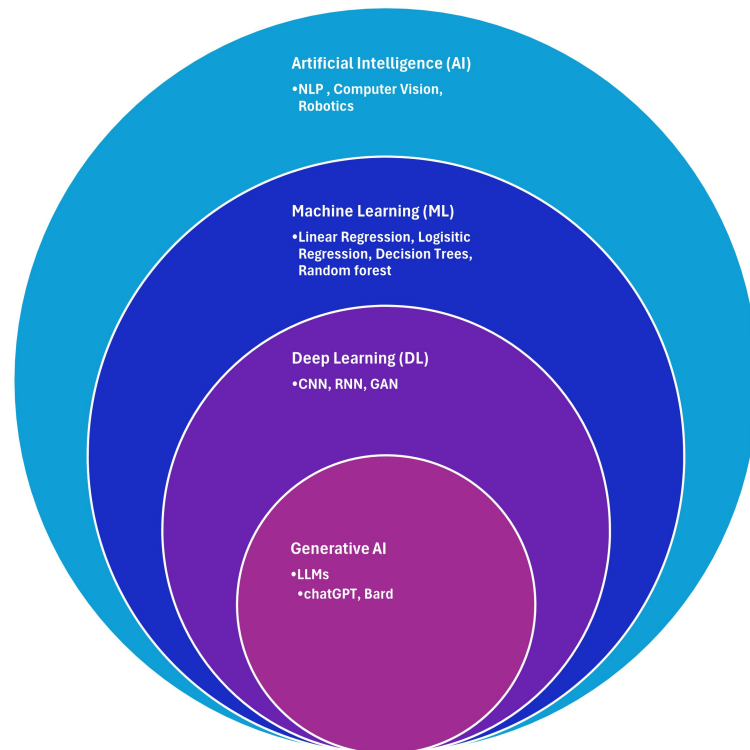 Artificial Intelligence (AI)
•NLP , Computer Vision,
Robotics
Machine Learning (ML)
•Linear Regression, Logisitic
Regression, Decision Trees,
Random forest
Deep Learning (DL)
•CNN, RNN, GAN
Generative AI
•LLMs
•chatGPT, Bard